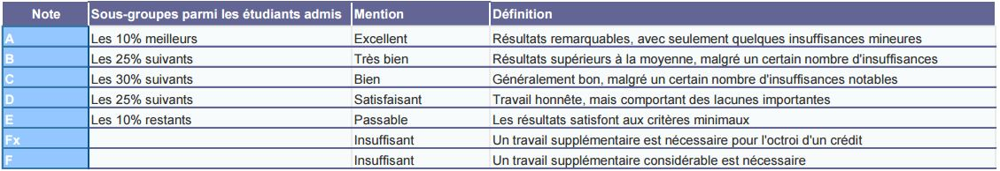 Note Sous-groupes parmi les étudiants admis Mention Définition
A Les 10% meilleurs Excellent Résultats remarquables, avec seulement quelques insuffisances mineures
B Les 25% suivants Très bien Résultats supérieurs à la moyenne, malgré un certain nombre d'insuffisances
C Les 30% suivants Bien Généralement bon, malgré un certain nombre d'insuffisances notables
D Les 25% suivants Satisfaisant Travail honnête, mais comportant des lacunes importantes
E Les 10% restants Passable Les résultats satisfont aux critères minimaux
Fx Insuffisant Un travail supplémentaire est nécessaire pour l'octroi d'un crédit
F Insuffisant Un travail supplémentaire considérable est nécessaire